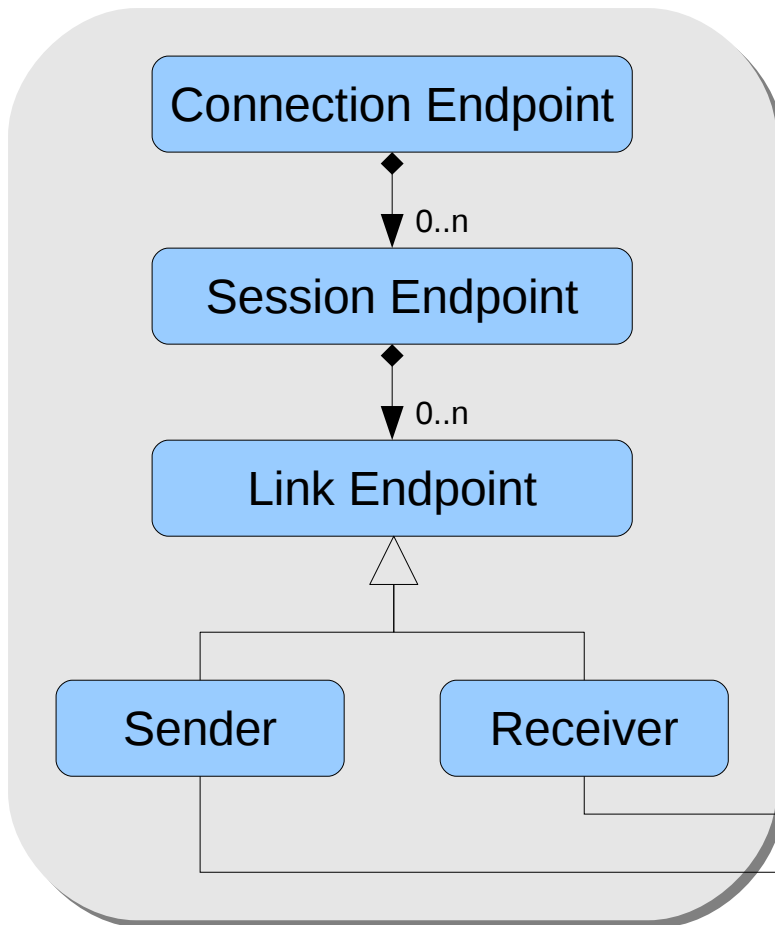 Connection Endpoint
0..n
Session Endpoint
0..n
Link Endpoint
Sender
Receiver